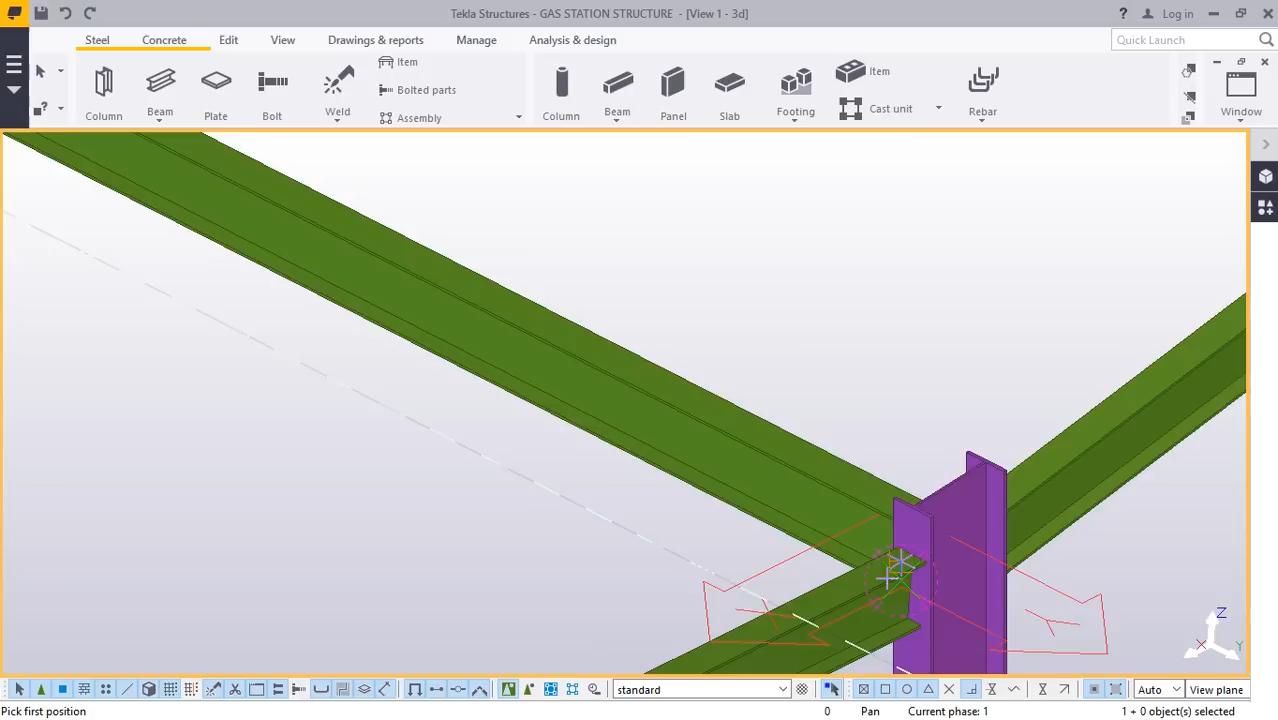 Tekla Structures - GAS STATION STRUCTURE - [View 1 - 3d]
? Log in
Steel Concrete Edit View Drawings & reports Manage Analysis & design
Quick Launch
Column Beam Plate Bolt Weld
Item
Bolted parts
Assembly
Column Beam Panel Slab Footing
Item
Cast unit
Rebar
Window
Z
X
Y
standard
Auto
View plane
Pick first position
0
Pan
Current phase: 1
1 + 0 object(s) selected